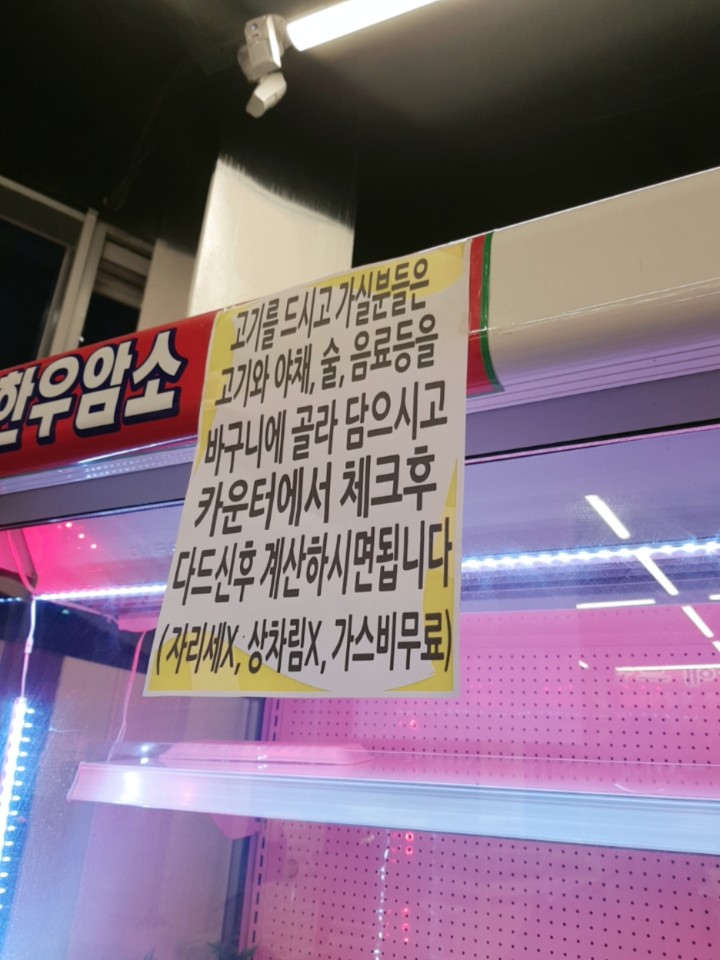 고기를 드시고 가실분들은
고기와 야채, 술, 음료등을
바구니에 골라 담으시고
카운터에서 체크후
다드신후 계산하시면됩니다
(자리세X, 상차림X, 가스비무료)
한우암소